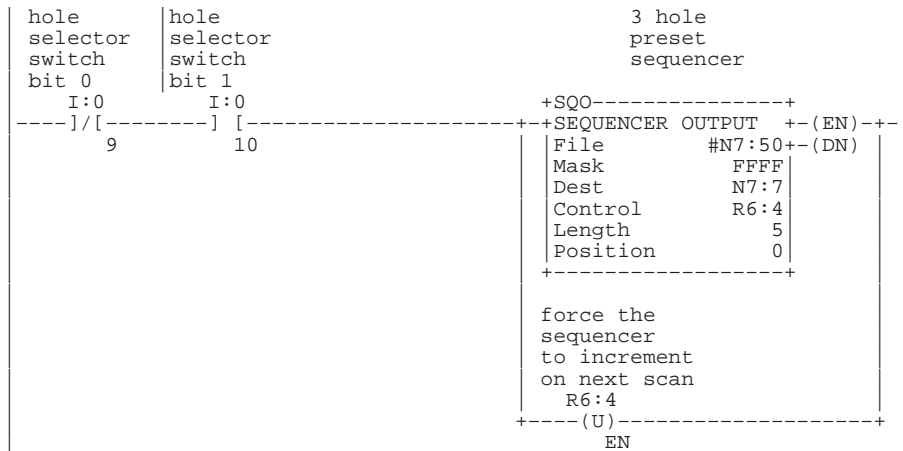 hole |hole 3 hole
selector |selector preset
switch |switch sequencer
bit 0 |bit 1
I:0 I:0 +SQO---------------+
|----]/[--------] [--------------------+-+SEQUENCER OUTPUT +-(EN)-+-
9 10 | |File #N7:50+-(DN) |
|Mask FFFF|
|Dest N7:7|
|Control R6:4|
|Length 5|
|Position 0|
+------------------+
force the
sequencer
to increment
on next scan
R6:4
+----(U)--------------------+
EN